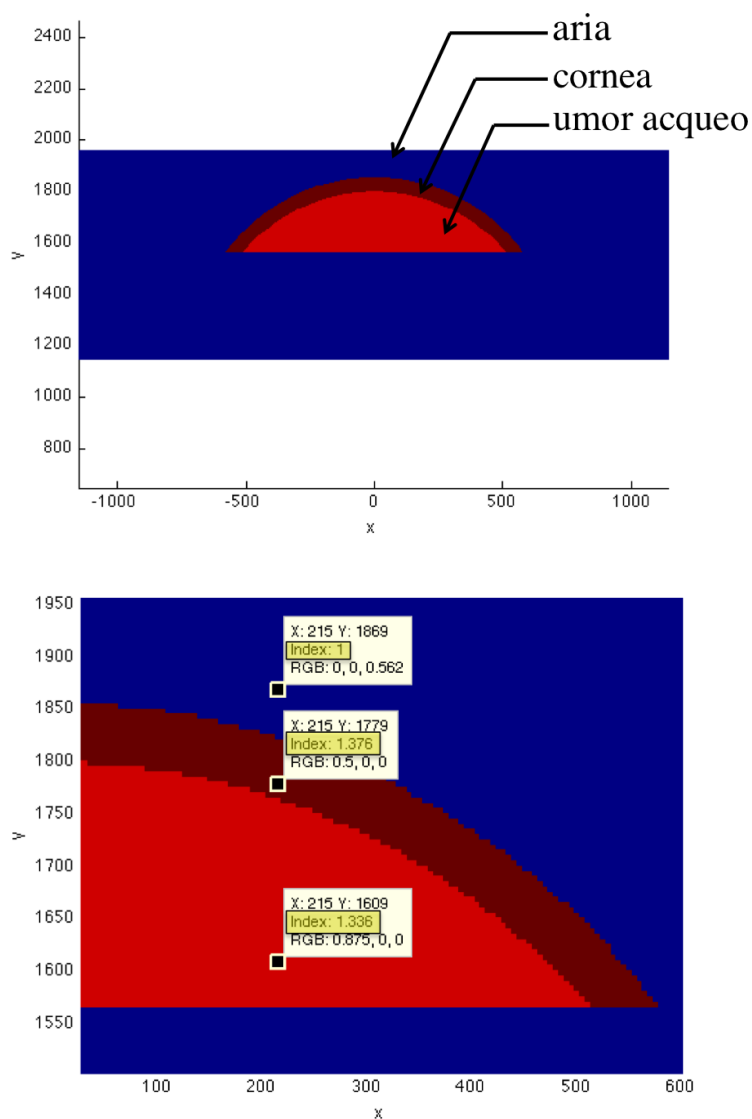 aria
cornea
umor acqueo
2400
2200
2000
1800
1600
1400
1200
1000
800
y
-1000
-500
0
500
1000
x
1950
1900
1850
1800
1750
1700
1650
1600
1550
y
X: 215 Y: 1869
Index: 1
RGB: 0, 0, 0.562
X: 215 Y: 1779
Index: 1.376
RGB: 0.5, 0, 0
X: 215 Y: 1609
Index: 1.336
RGB: 0.875, 0, 0
100
200
300
400
500
600
x